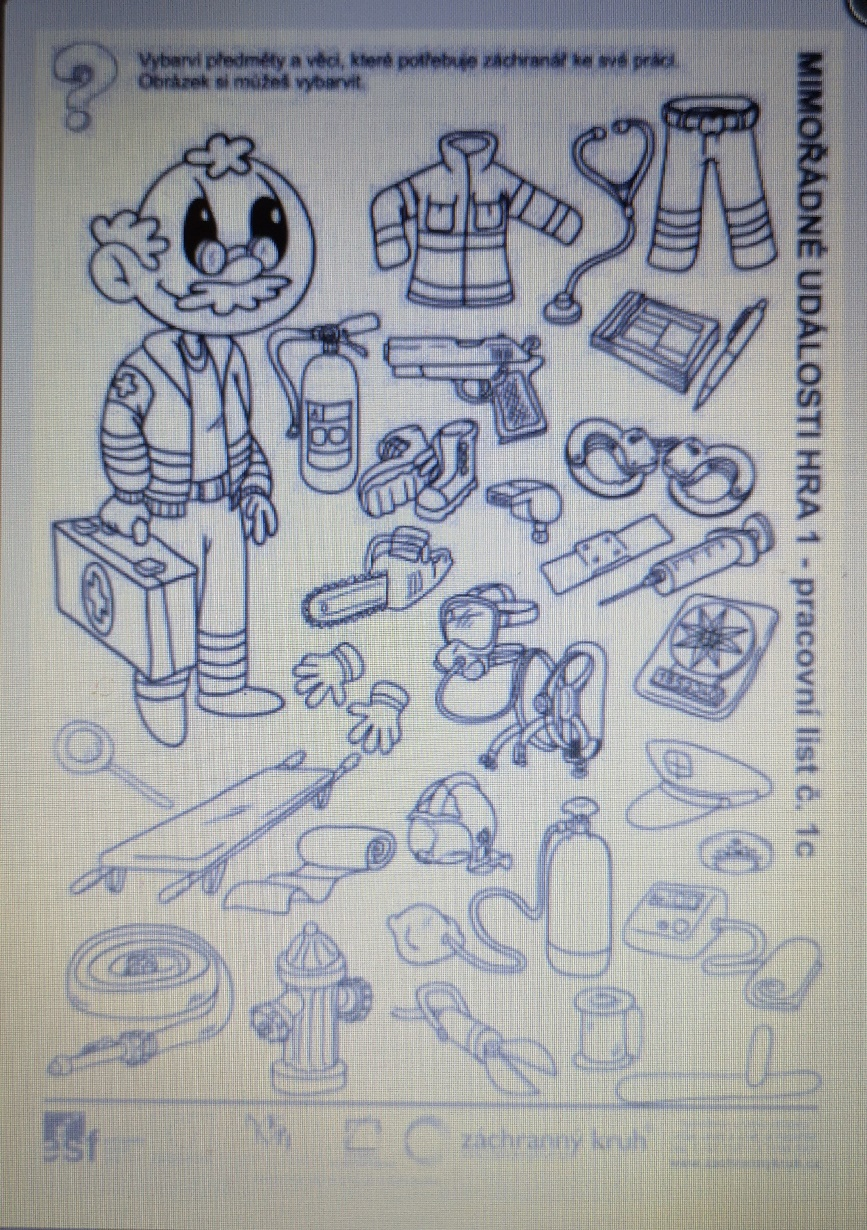 Vybarvi předměty a věci, které potřebuje záchranář ke své práci.
Obrázek si můžeš vybarvit.
MIMOŘÁDNÉ UDÁLOSTI HRA 1 - pracovní list č. 1c
esf
záchranný kruh